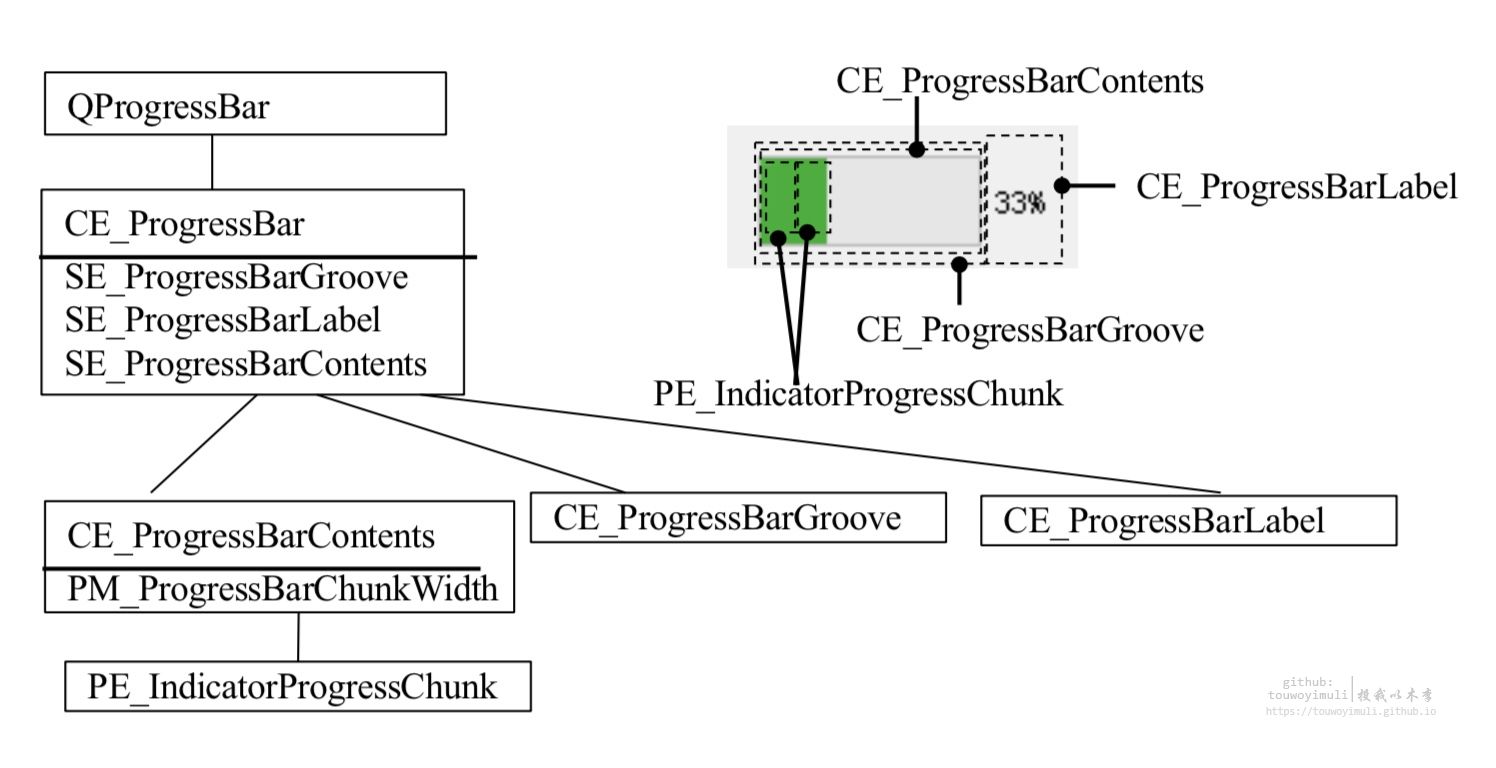 QProgressBar
CE_ProgressBar
SE_ProgressBarGroove
SE_ProgressBarLabel
SE_ProgressBarContents
CE_ProgressBarContents
CE_ProgressBarLabel
33%
CE_ProgressBarGroove
PE_IndicatorProgressChunk
CE_ProgressBarContents
PM_ProgressBarChunkWidth
CE_ProgressBarGroove
CE_ProgressBarLabel
PE_IndicatorProgressChunk
github:
touwoyimuli
投我以木李
https://touwoyimuli.github.io